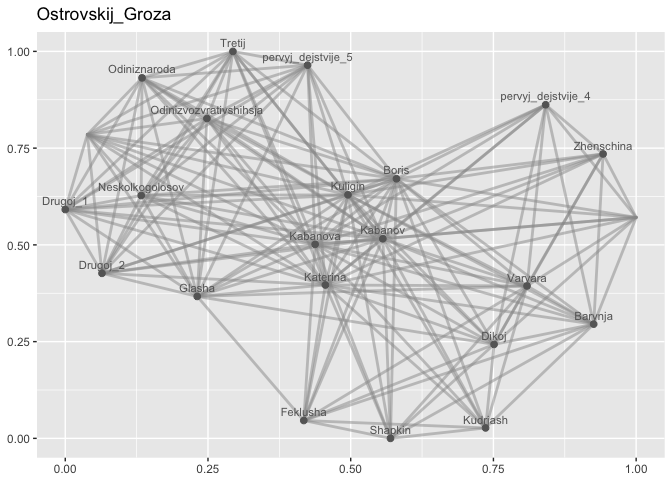 Ostrovskij_Groza
Tretij
pervyj_dejstvije_5
Odiniznaroda
1.00
pervyj_dejstvije_4
Odinizvozvrativshihsja
0.75
Zhenschina
Boris
Neskolkogolosov
Kuligin
Drugoj_1
Kabanov
Kabanova
0.50
Drugoj_2
Katerina
Varvara
Glasha
Barynja
Dikoj
0.25
Feklusha
Kudrjash
Shapkin
0.00
0.00 0.25 0.50 0.75 1.00